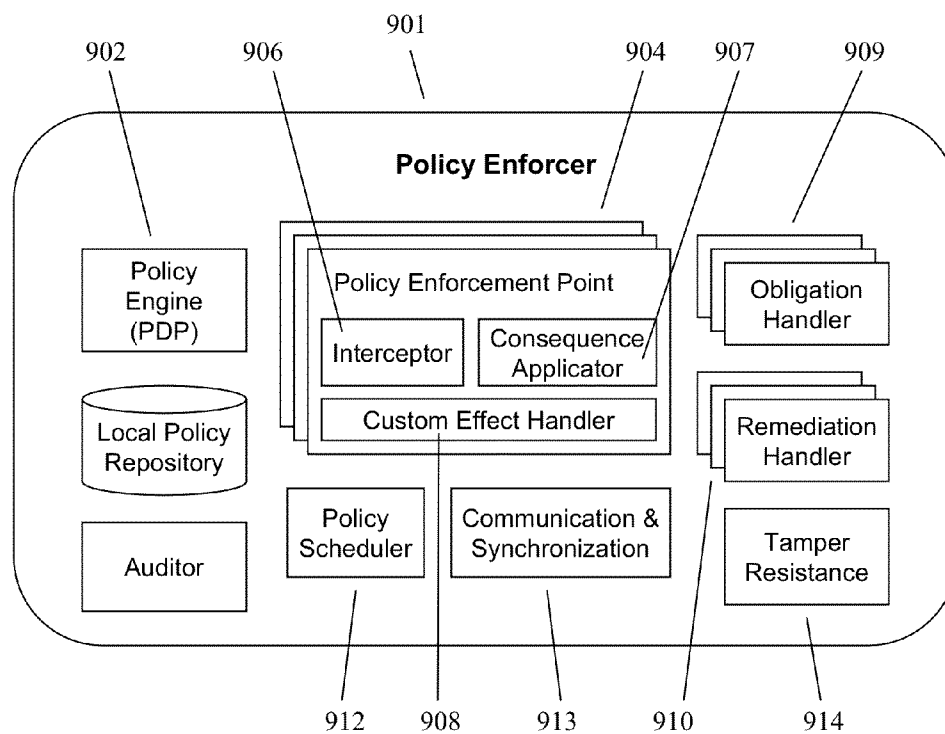 901
902
906
904
907
909
Policy Enforcer
Policy
Engine
(PDP)
Policy Enforcement Point
Interceptor
Consequence
Applicator
Custom Effect Handler
Obligation
Handler
Local Policy
Repository
Remediation
Handler
Auditor
Policy
Scheduler
Communication &
Synchronization
Tamper
Resistance
912
908
913
910
914